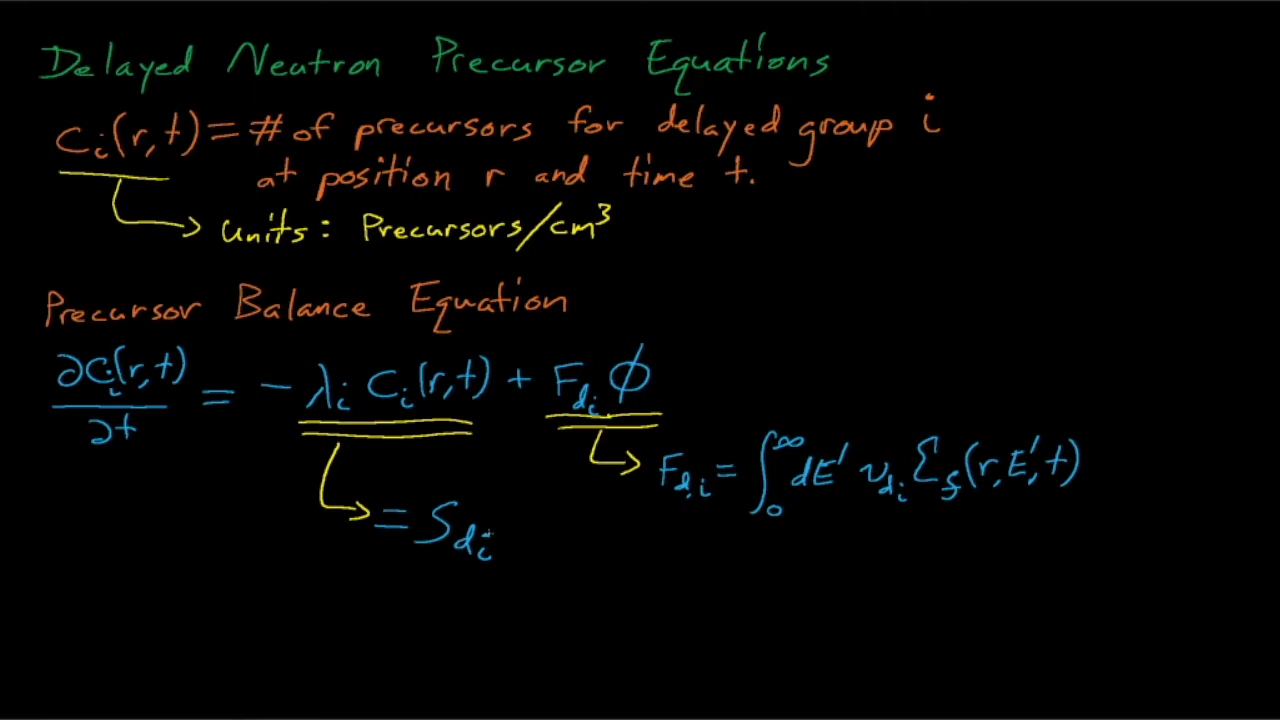 Delayed Neutron Precursor Equations
Cᵢ(r,t) = # of precursors for delayed group i
at position r and time t.
units: Precursors/cm³
Precursor Balance Equation
∂Cᵢ(r,t)/∂t = - λᵢ Cᵢ(r,t) + F_dᵢ ϕ
F_d,i = ∫₀^∞ dE' ν_dᵢ Σ_f(r,E',t)
= S_dᵢ